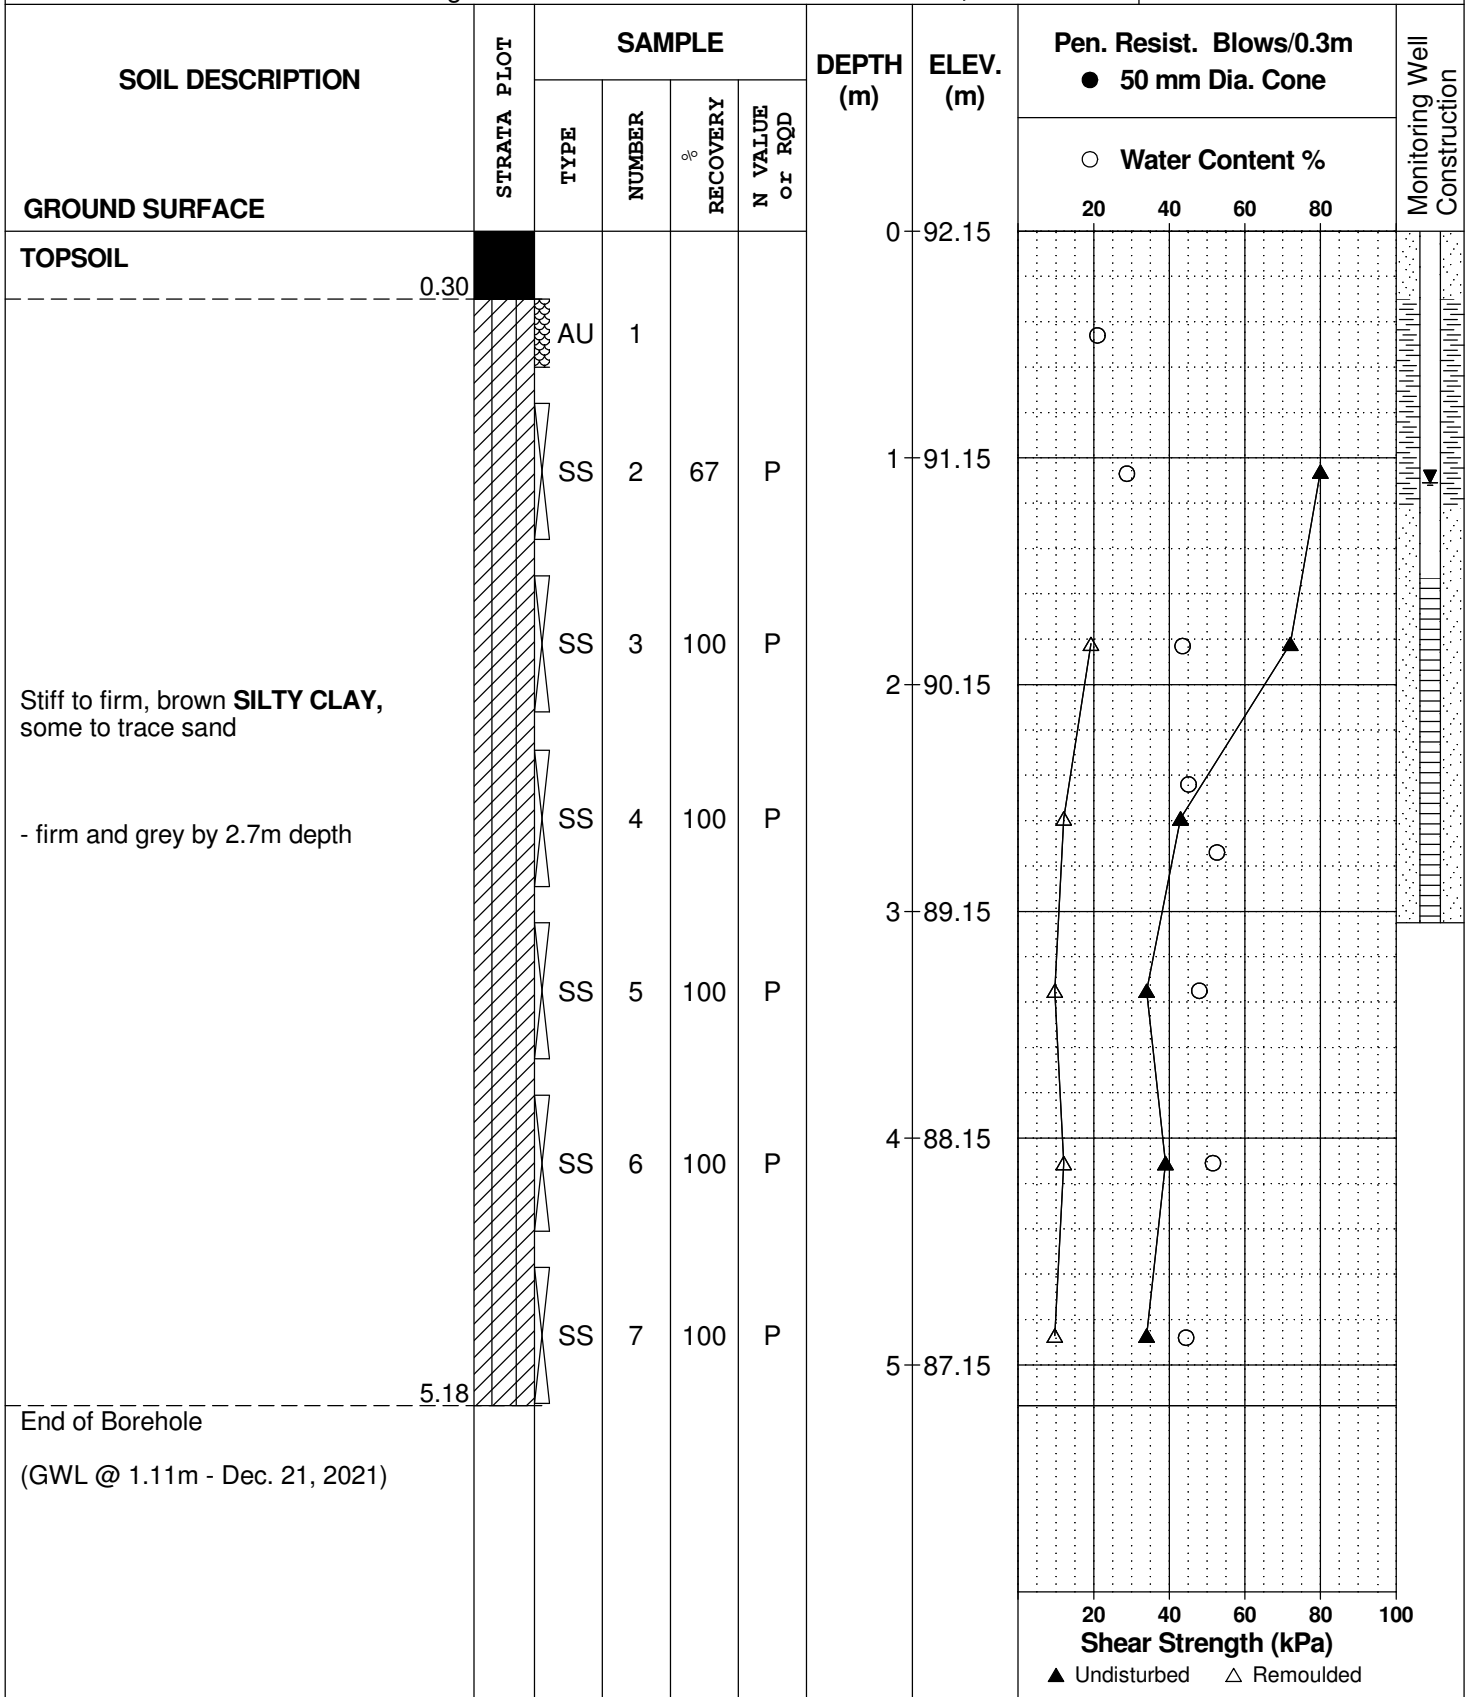 SOIL DESCRIPTION
GROUND SURFACE
STRATA PLOT
SAMPLE
TYPE
NUMBER
% RECOVERY
N VALUE or RQD
DEPTH (m)
ELEV. (m)
Pen. Resist. Blows/0.3m
● 50 mm Dia. Cone
○ Water Content %
20 40 60 80
Monitoring Well Construction
0 92.15
TOPSOIL
0.30
AU 1
1 91.15
SS 2 67 P
SS 3 100 P
2 90.15
Stiff to firm, brown SILTY CLAY,
some to trace sand
SS 4 100 P
- firm and grey by 2.7m depth
3 89.15
SS 5 100 P
4 88.15
SS 6 100 P
SS 7 100 P
5 87.15
5.18
End of Borehole
(GWL @ 1.11m - Dec. 21, 2021)
20 40 60 80 100
Shear Strength (kPa)
▲ Undisturbed △ Remoulded